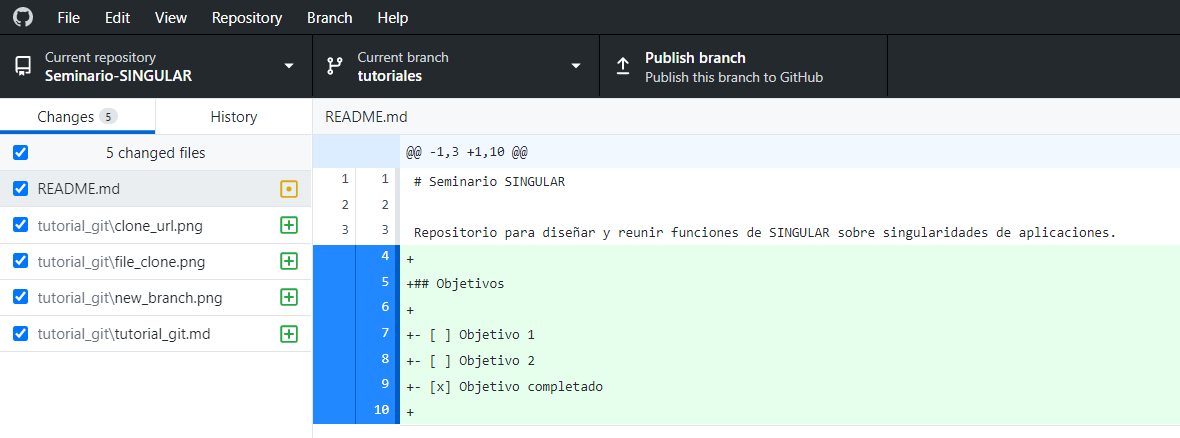 File Edit View Repository Branch Help
Current repository
Seminario-SINGULAR
Current branch
tutoriales
Publish branch
Publish this branch to GitHub
Changes 5
History
README.md
5 changed files
README.md
tutorial_git\clone_url.png
tutorial_git\file_clone.png
tutorial_git\new_branch.png
tutorial_git\tutorial_git.md
@@ -1,3 +1,10 @@
1 1 # Seminario SINGULAR
2 2
3 3 Repositorio para diseñar y reunir funciones de SINGULAR sobre singularidades de aplicaciones.
4 +
5 +## Objetivos
6 +
7 +- [ ] Objetivo 1
8 +- [ ] Objetivo 2
9 +- [x] Objetivo completado
10 +